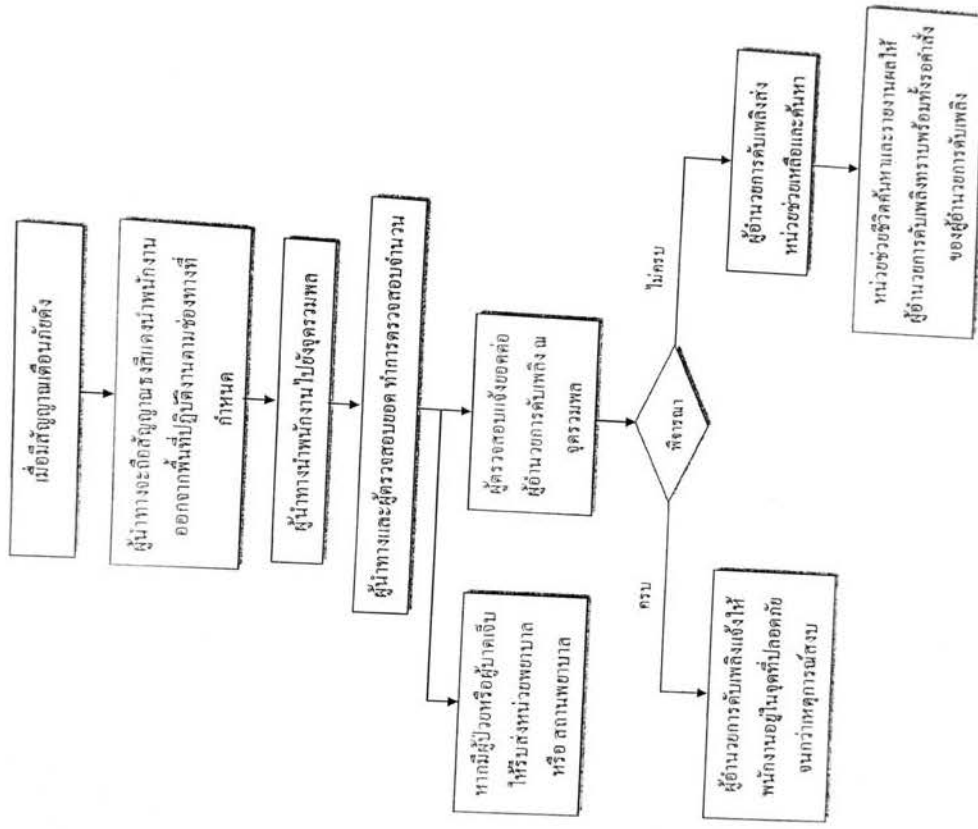 เมื่อมีสัญญาณเตือนภัยดัง
ผู้นำทางจะถือสัญญาณธงสีแดงนำพนักงาน
ออกจากพื้นที่ปฏิบัติงานตามช่องทางที่
กำหนด
ผู้นำทางนำพนักงานไปยังจุดรวมพล
ผู้นำทางและผู้ตรวจสอบยอด ทำการตรวจสอบจำนวน
หากมีผู้ป่วยหรือผู้บาดเจ็บ
ให้รีบส่งหน่วยพยาบาล
หรือ สถานพยาบาล
ผู้ตรวจสอบแจ้งยอดต่อ
ผู้อำนวยการดับเพลิง ณ
จุดรวมพล
พิจารณา
ครบ
ไม่ครบ
ผู้อำนวยการดับเพลิงแจ้งให้
พนักงานอยู่ในจุดที่ปลอดภัย
จนกว่าเหตุการณ์สงบ
ผู้อำนวยการดับเพลิงสั่ง
หน่วยช่วยเหลือและค้นหา
หน่วยช่วยชีวิตค้นหาและรายงานผลให้
ผู้อำนวยการดับเพลิงทราบพร้อมทั้งรอคำสั่ง
ของผู้อำนวยการดับเพลิง